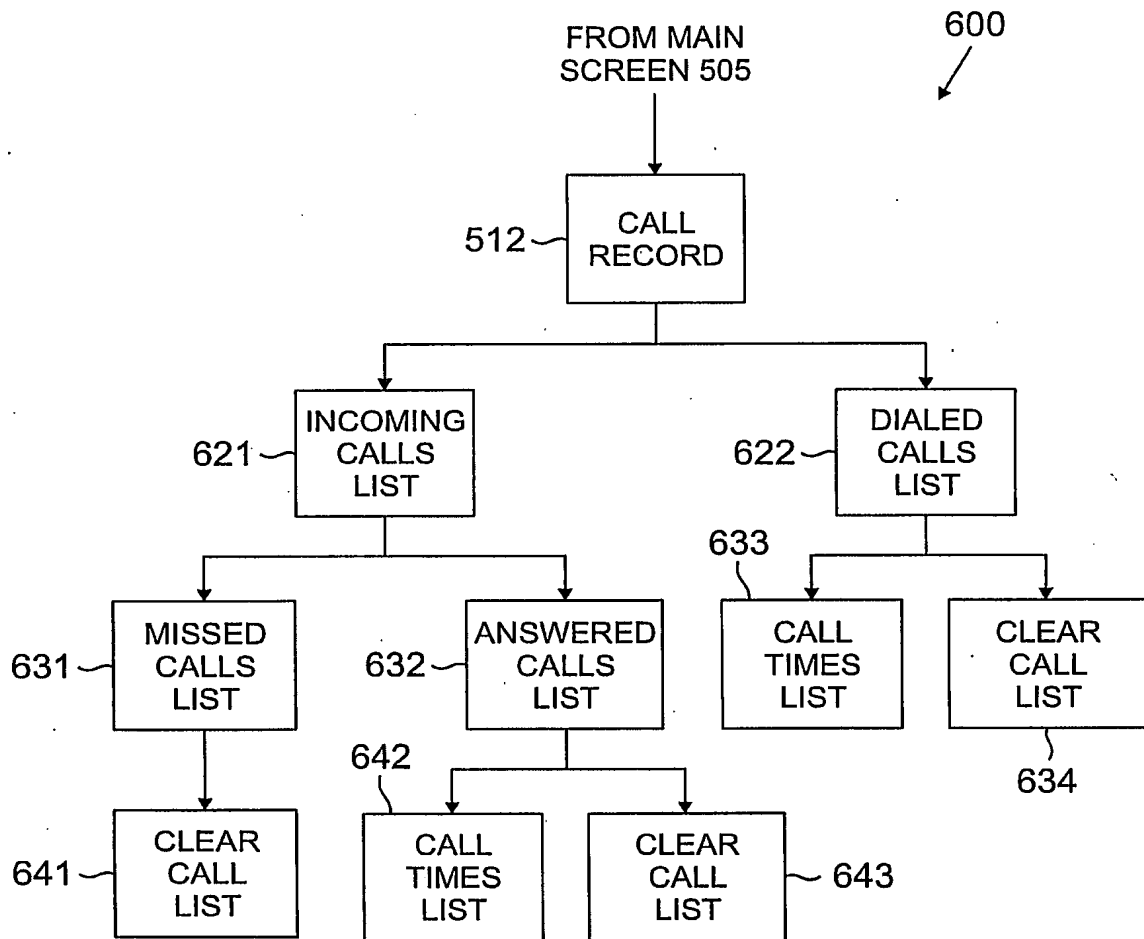 600
FROM MAIN
SCREEN 505
512
CALL
RECORD
621
INCOMING
CALLS
LIST
622
DIALED
CALLS
LIST
631
MISSED
CALLS
LIST
632
ANSWERED
CALLS
LIST
633
CALL
TIMES
LIST
CLEAR
CALL
LIST
634
641
CLEAR
CALL
LIST
642
CALL
TIMES
LIST
CLEAR
CALL
LIST
643